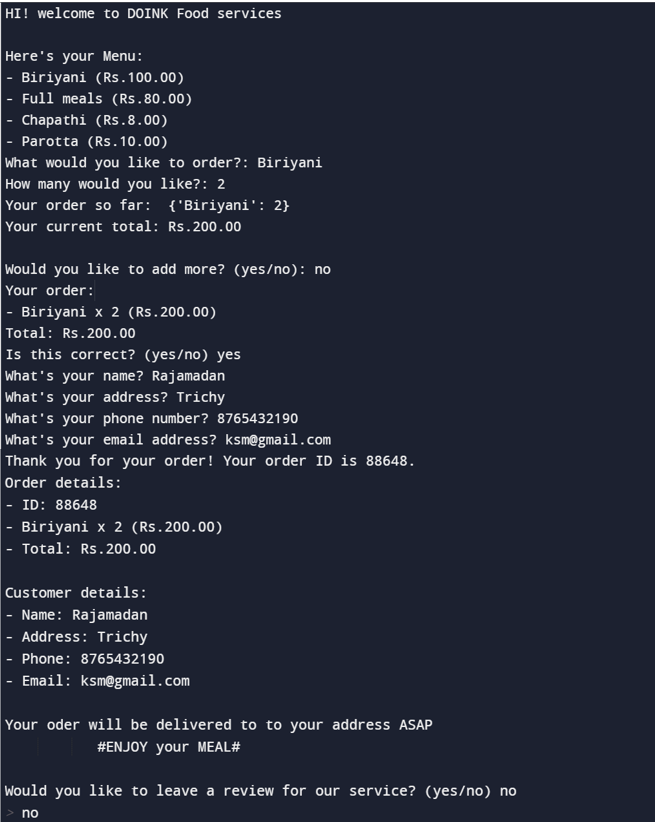 HI! welcome to DOINK Food services
Here's your Menu:
- Biriyani (Rs.100.00)
- Full meals (Rs.80.00)
- Chapathi (Rs.8.00)
- Parotta (Rs.10.00)
What would you like to order?: Biriyani
How many would you like?: 2
Your order so far:  {'Biriyani': 2}
Your current total: Rs.200.00
Would you like to add more? (yes/no): no
Your order:
- Biriyani x 2 (Rs.200.00)
Total: Rs.200.00
Is this correct? (yes/no) yes
What's your name? Rajamadan
What's your address? Trichy
What's your phone number? 8765432190
What's your email address? ksm@gmail.com
Thank you for your order! Your order ID is 88648.
Order details:
- ID: 88648
- Biriyani x 2 (Rs.200.00)
- Total: Rs.200.00
Customer details:
- Name: Rajamadan
- Address: Trichy
- Phone: 8765432190
- Email: ksm@gmail.com
Your oder will be delivered to to your address ASAP
#ENJOY your MEAL#
Would you like to leave a review for our service? (yes/no) no
> no